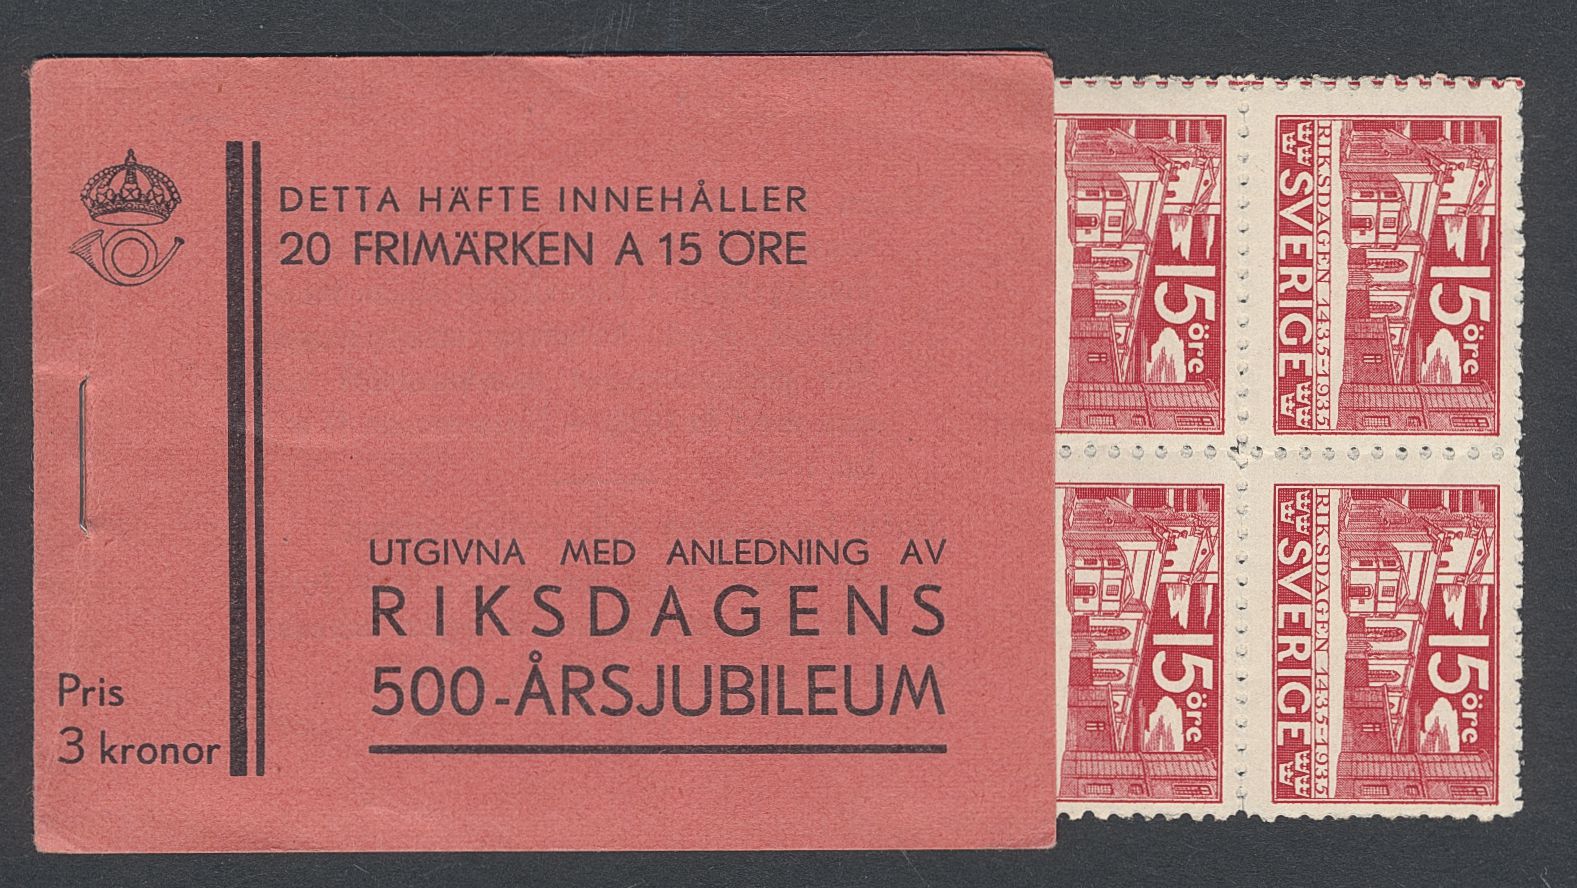 DETTA HÄFTE INNEHÅLLER
20 FRIMÄRKEN A 15 ÖRE
UTGIVNA MED ANLEDNING AV
RIKSDAGENS
500-ÅRSJUBILEUM
Pris
3 kronor
15 öre
RIKSDAGEN 1435-1935
SVERIGE
15 öre
15 öre
RIKSDAGEN 1435-1935
SVERIGE
15 öre